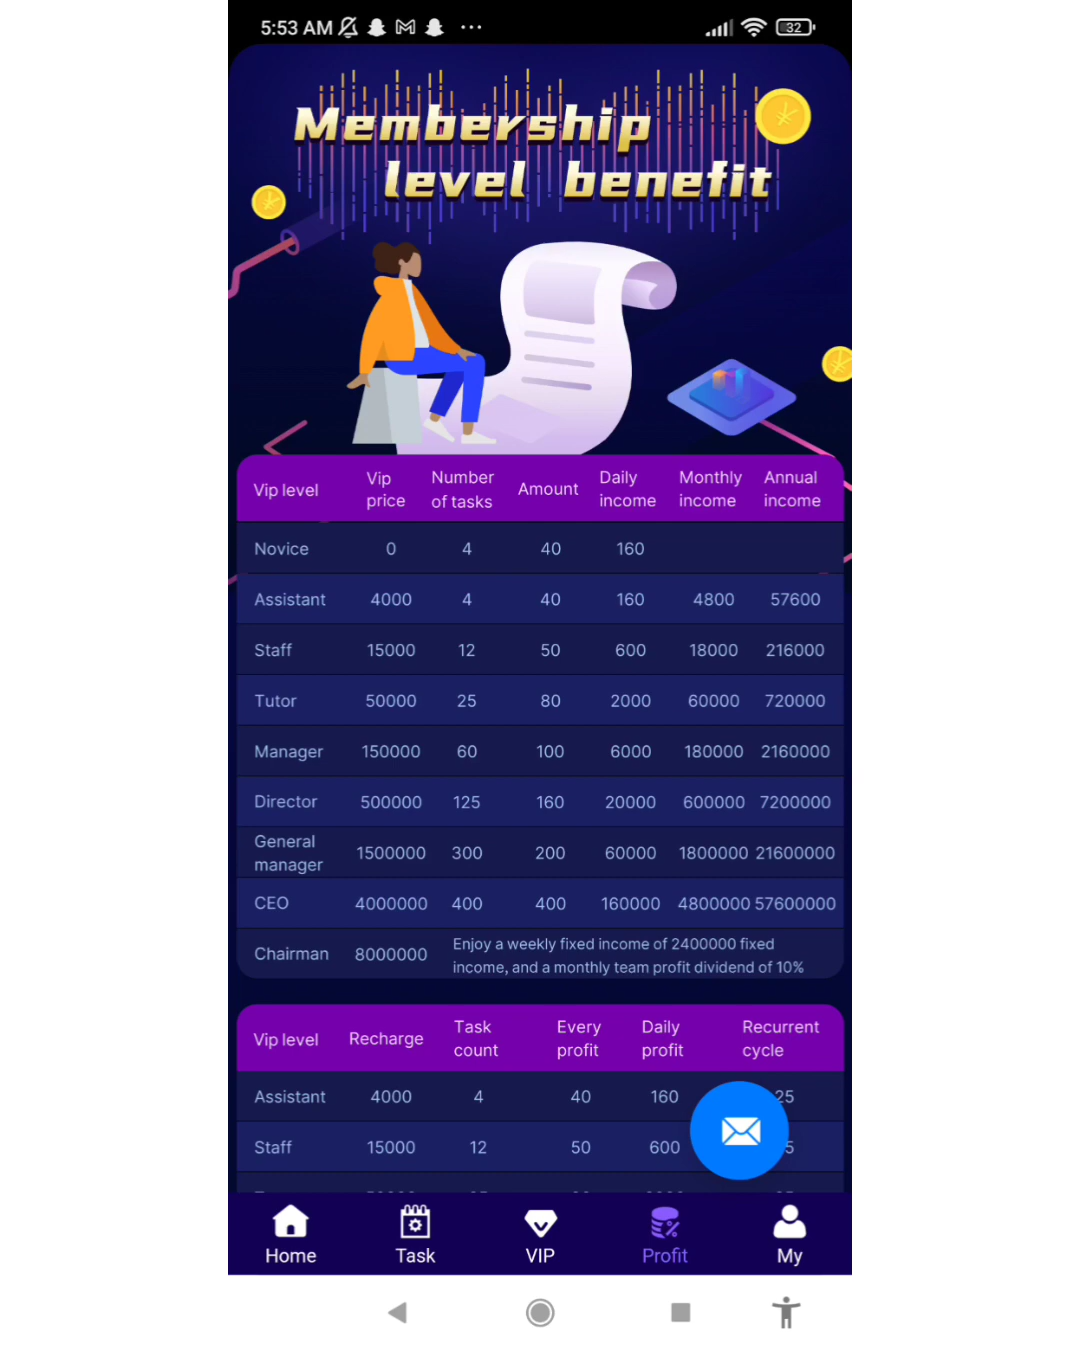 5:53 AM ... 32
Membership
level benefit
Vip level Vip price Number of tasks Amount Daily income Monthly income Annual income
Novice 0 4 40 160
Assistant 4000 4 40 160 4800 57600
Staff 15000 12 50 600 18000 216000
Tutor 50000 25 80 2000 60000 720000
Manager 150000 60 100 6000 180000 2160000
Director 500000 125 160 20000 600000 7200000
General manager 1500000 300 200 60000 1800000 21600000
CEO 4000000 400 400 160000 4800000 57600000
Chairman 8000000 Enjoy a weekly fixed income of 2400000 fixed
income, and a monthly team profit dividend of 10%
Vip level Recharge Task count Every profit Daily profit Recurrent cycle
Assistant 4000 4 40 160 25
Staff 15000 12 50 600 5
Home Task VIP Profit My